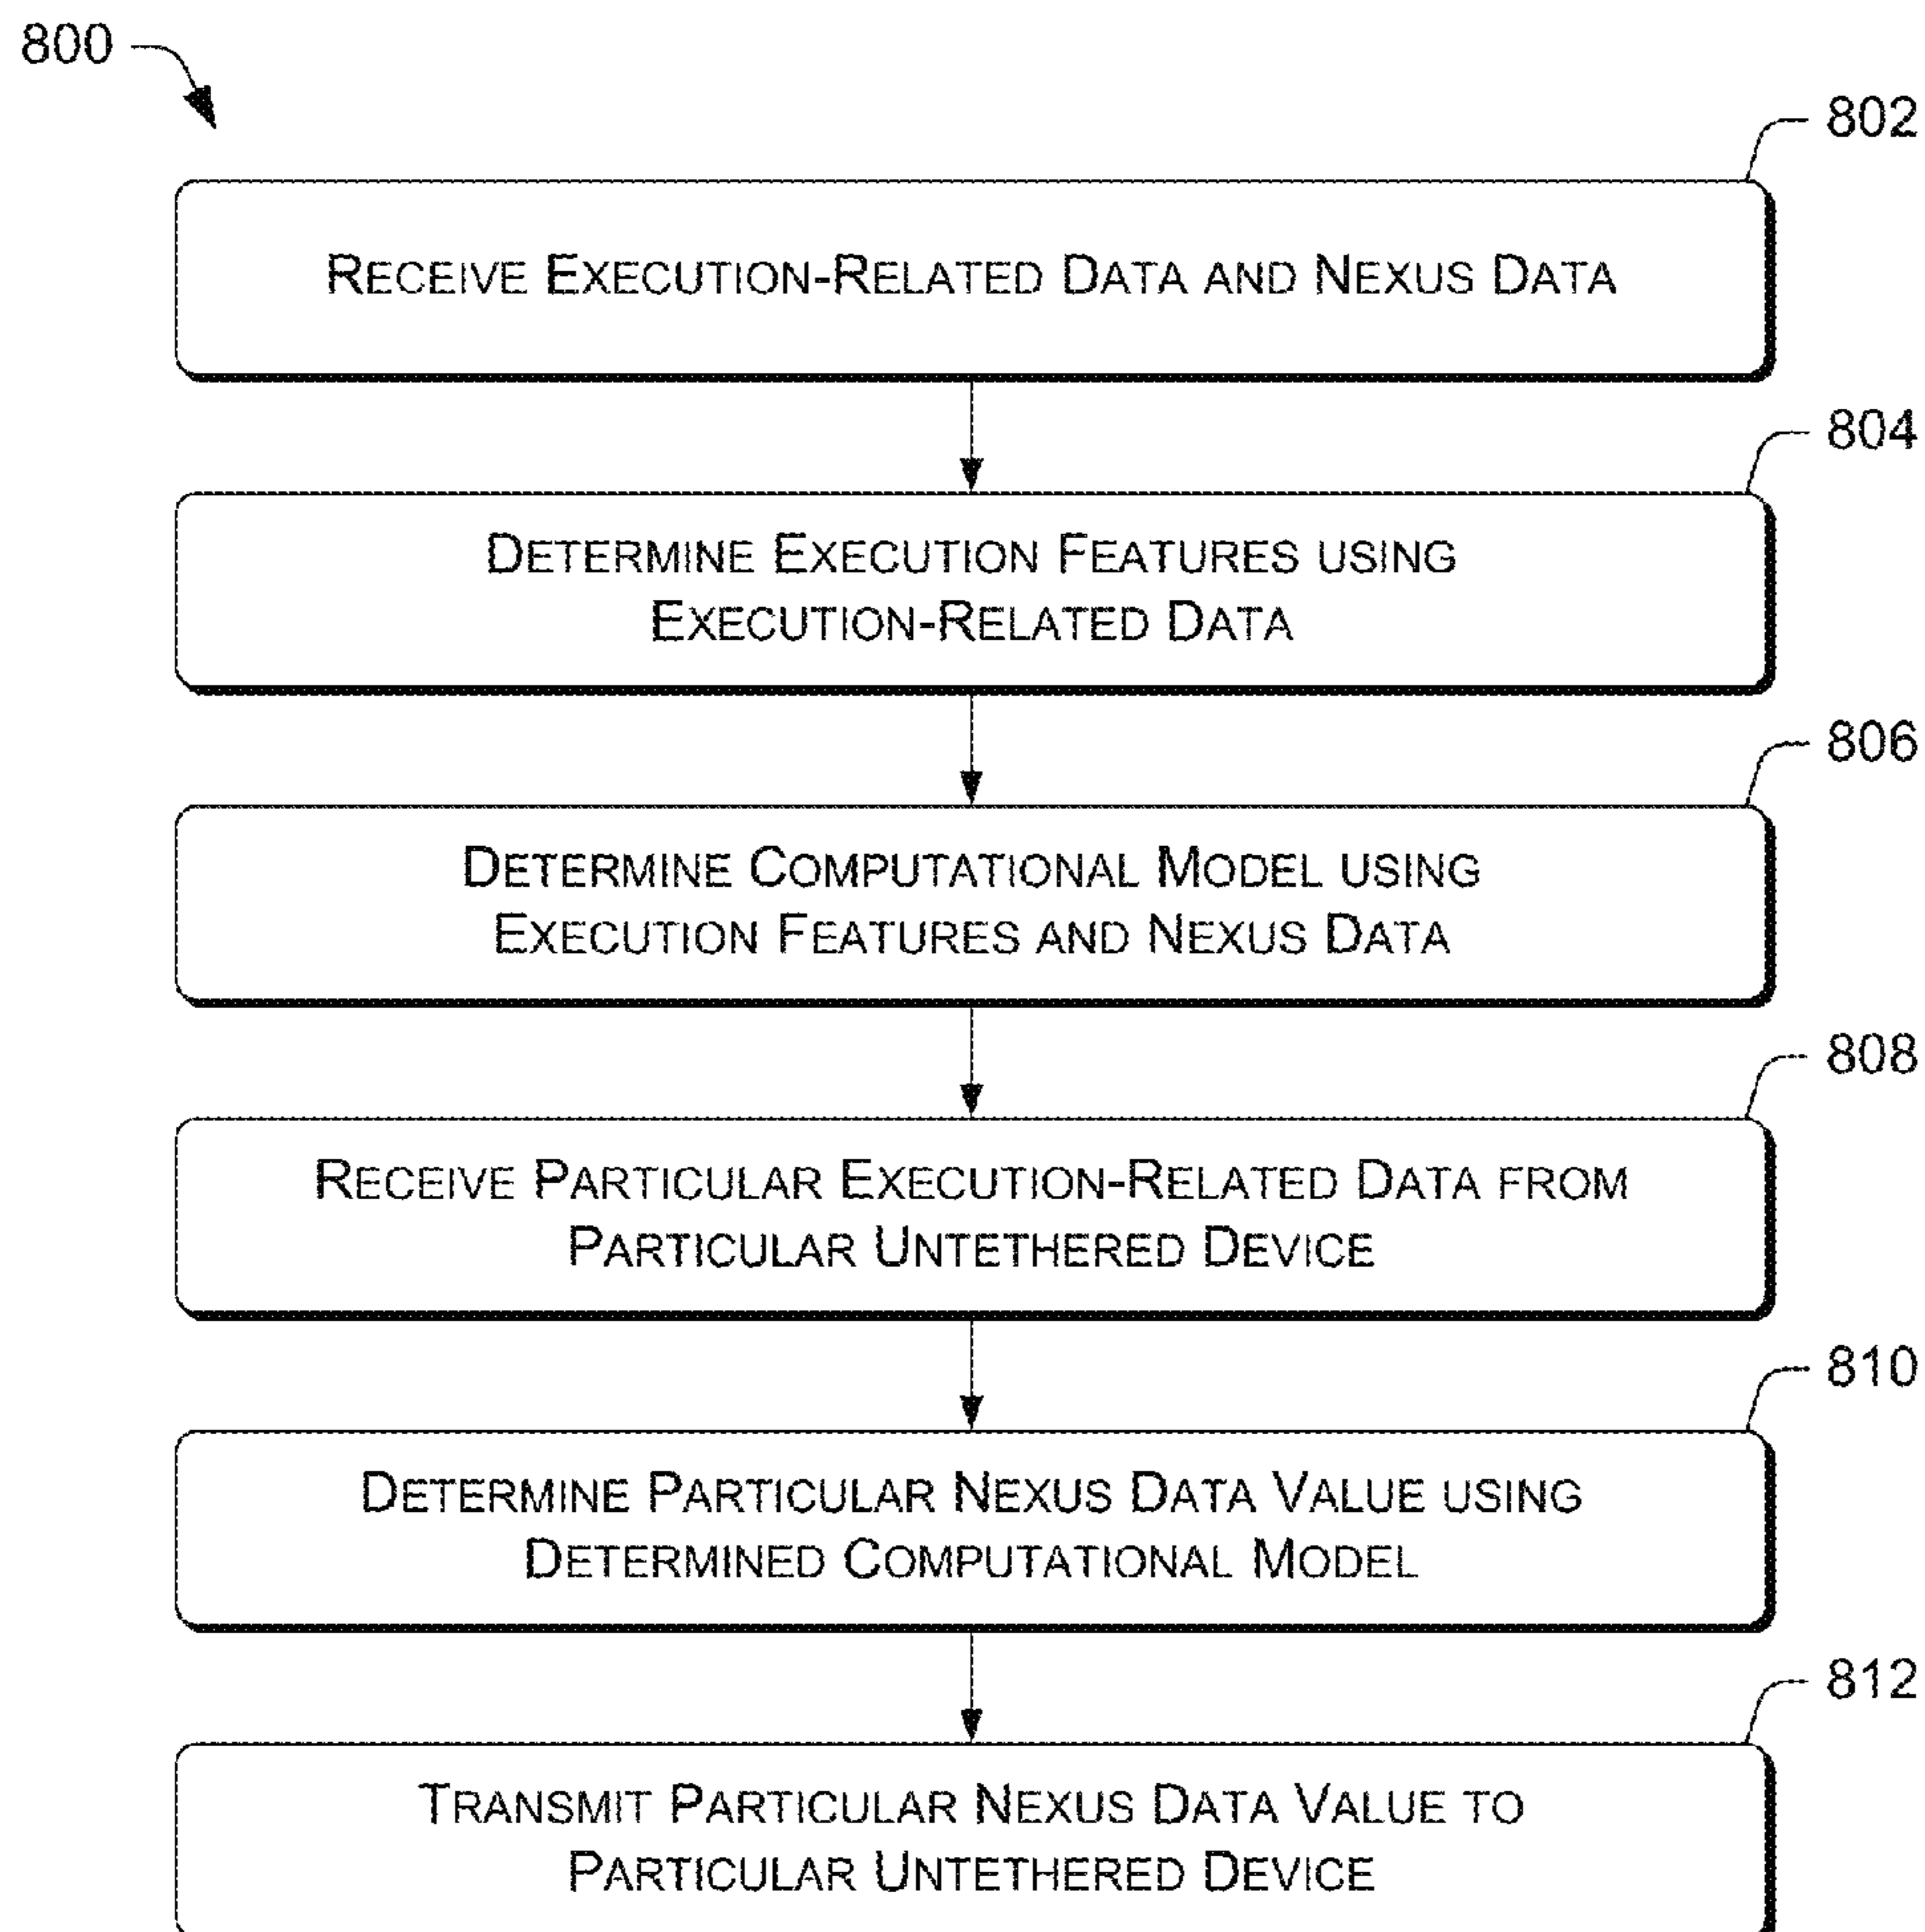 800
802
RECEIVE EXECUTION-RELATED DATA AND NEXUS DATA
804
DETERMINE EXECUTION FEATURES USING
EXECUTION-RELATED DATA
806
DETERMINE COMPUTATIONAL MODEL USING
EXECUTION FEATURES AND NEXUS DATA
808
RECEIVE PARTICULAR EXECUTION-RELATED DATA FROM
PARTICULAR UNTETHERED DEVICE
810
DETERMINE PARTICULAR NEXUS DATA VALUE USING
DETERMINED COMPUTATIONAL MODEL
812
TRANSMIT PARTICULAR NEXUS DATA VALUE TO
PARTICULAR UNTETHERED DEVICE